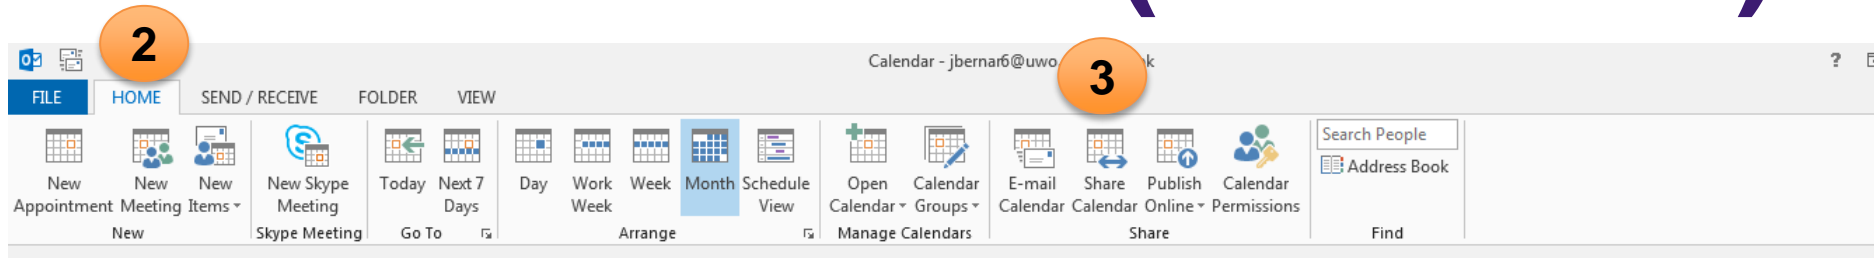 2
Calendar - jbernar6@uwo
3
?
FILE HOME SEND / RECEIVE FOLDER VIEW
New Appointment
New Meeting
New Items
New Skype Meeting
Today
Next 7 Days
Day
Work Week
Week
Month
Schedule View
Open Calendar
Calendar Groups
E-mail Calendar
Share Calendar
Publish Online
Calendar Permissions
Search People
Address Book
New
Skype Meeting
Go To
Arrange
Manage Calendars
Share
Find